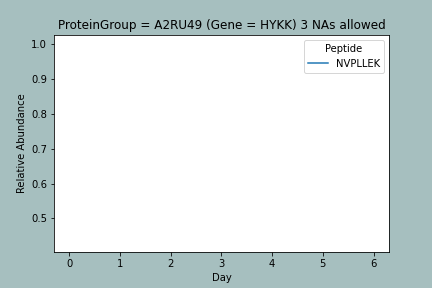 ProteinGroup = A2RU49 (Gene = HYKK) 3 NAs allowed
Peptide
NVPLLEK
Relative Abundance
1.0
0.9
0.8
0.7
0.6
0.5
0 1 2 3 4 5 6
Day